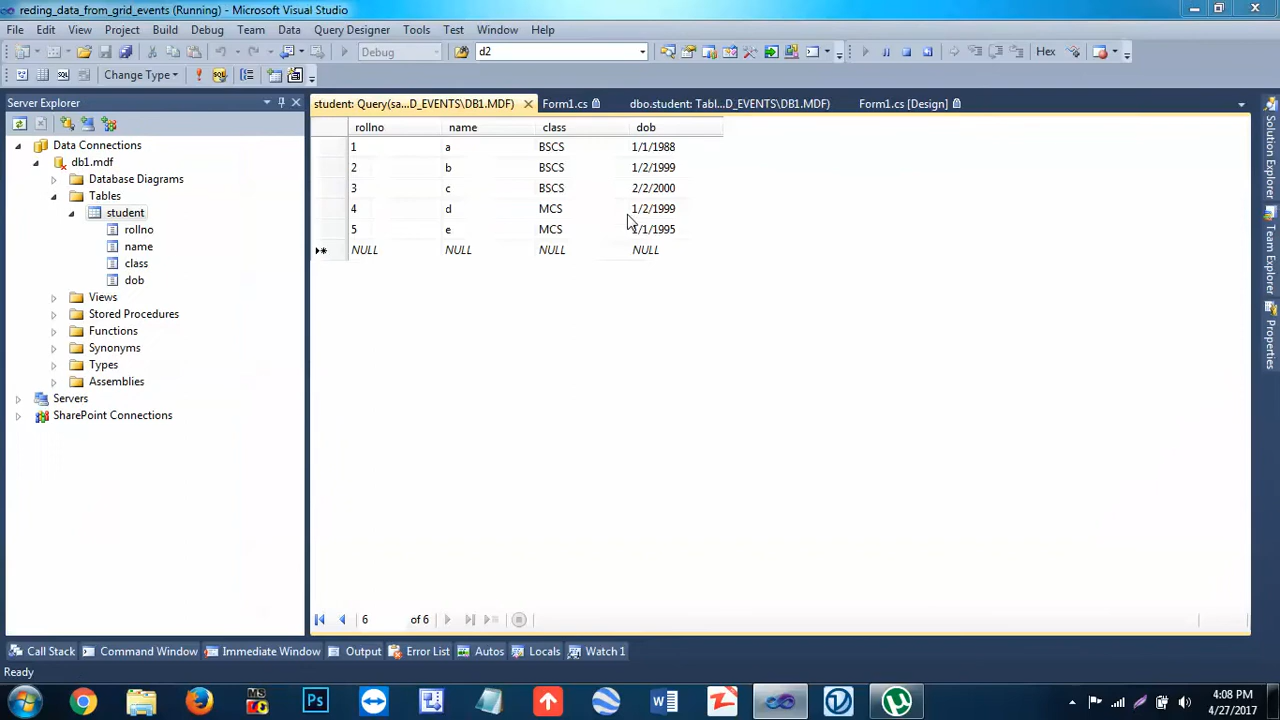 reding_data_from_grid_events (Running) - Microsoft Visual Studio
File Edit View Project Build Debug Team Data Query Designer Tools Test Window Help
Debug d2 Hex
Change Type
Server Explorer
student: Query(sa...D_EVENTS\DB1.MDF) Form1.cs dbo.student: Tabl...D_EVENTS\DB1.MDF) Form1.cs [Design]
Data Connections
db1.mdf
Database Diagrams
Tables
student
rollno
name
class
dob
Views
Stored Procedures
Functions
Synonyms
Types
Assemblies
Servers
SharePoint Connections
rollno name class dob
1 a BSCS 1/1/1988
2 b BSCS 1/2/1999
3 c BSCS 2/2/2000
4 d MCS 1/2/1999
5 e MCS 1/1/1995
NULL NULL NULL NULL
6 of 6
Solution Explorer
Team Explorer
Properties
Call Stack Command Window Immediate Window Output Error List Autos Locals Watch 1
Ready
MS
Ps
W
4:08 PM
4/27/2017